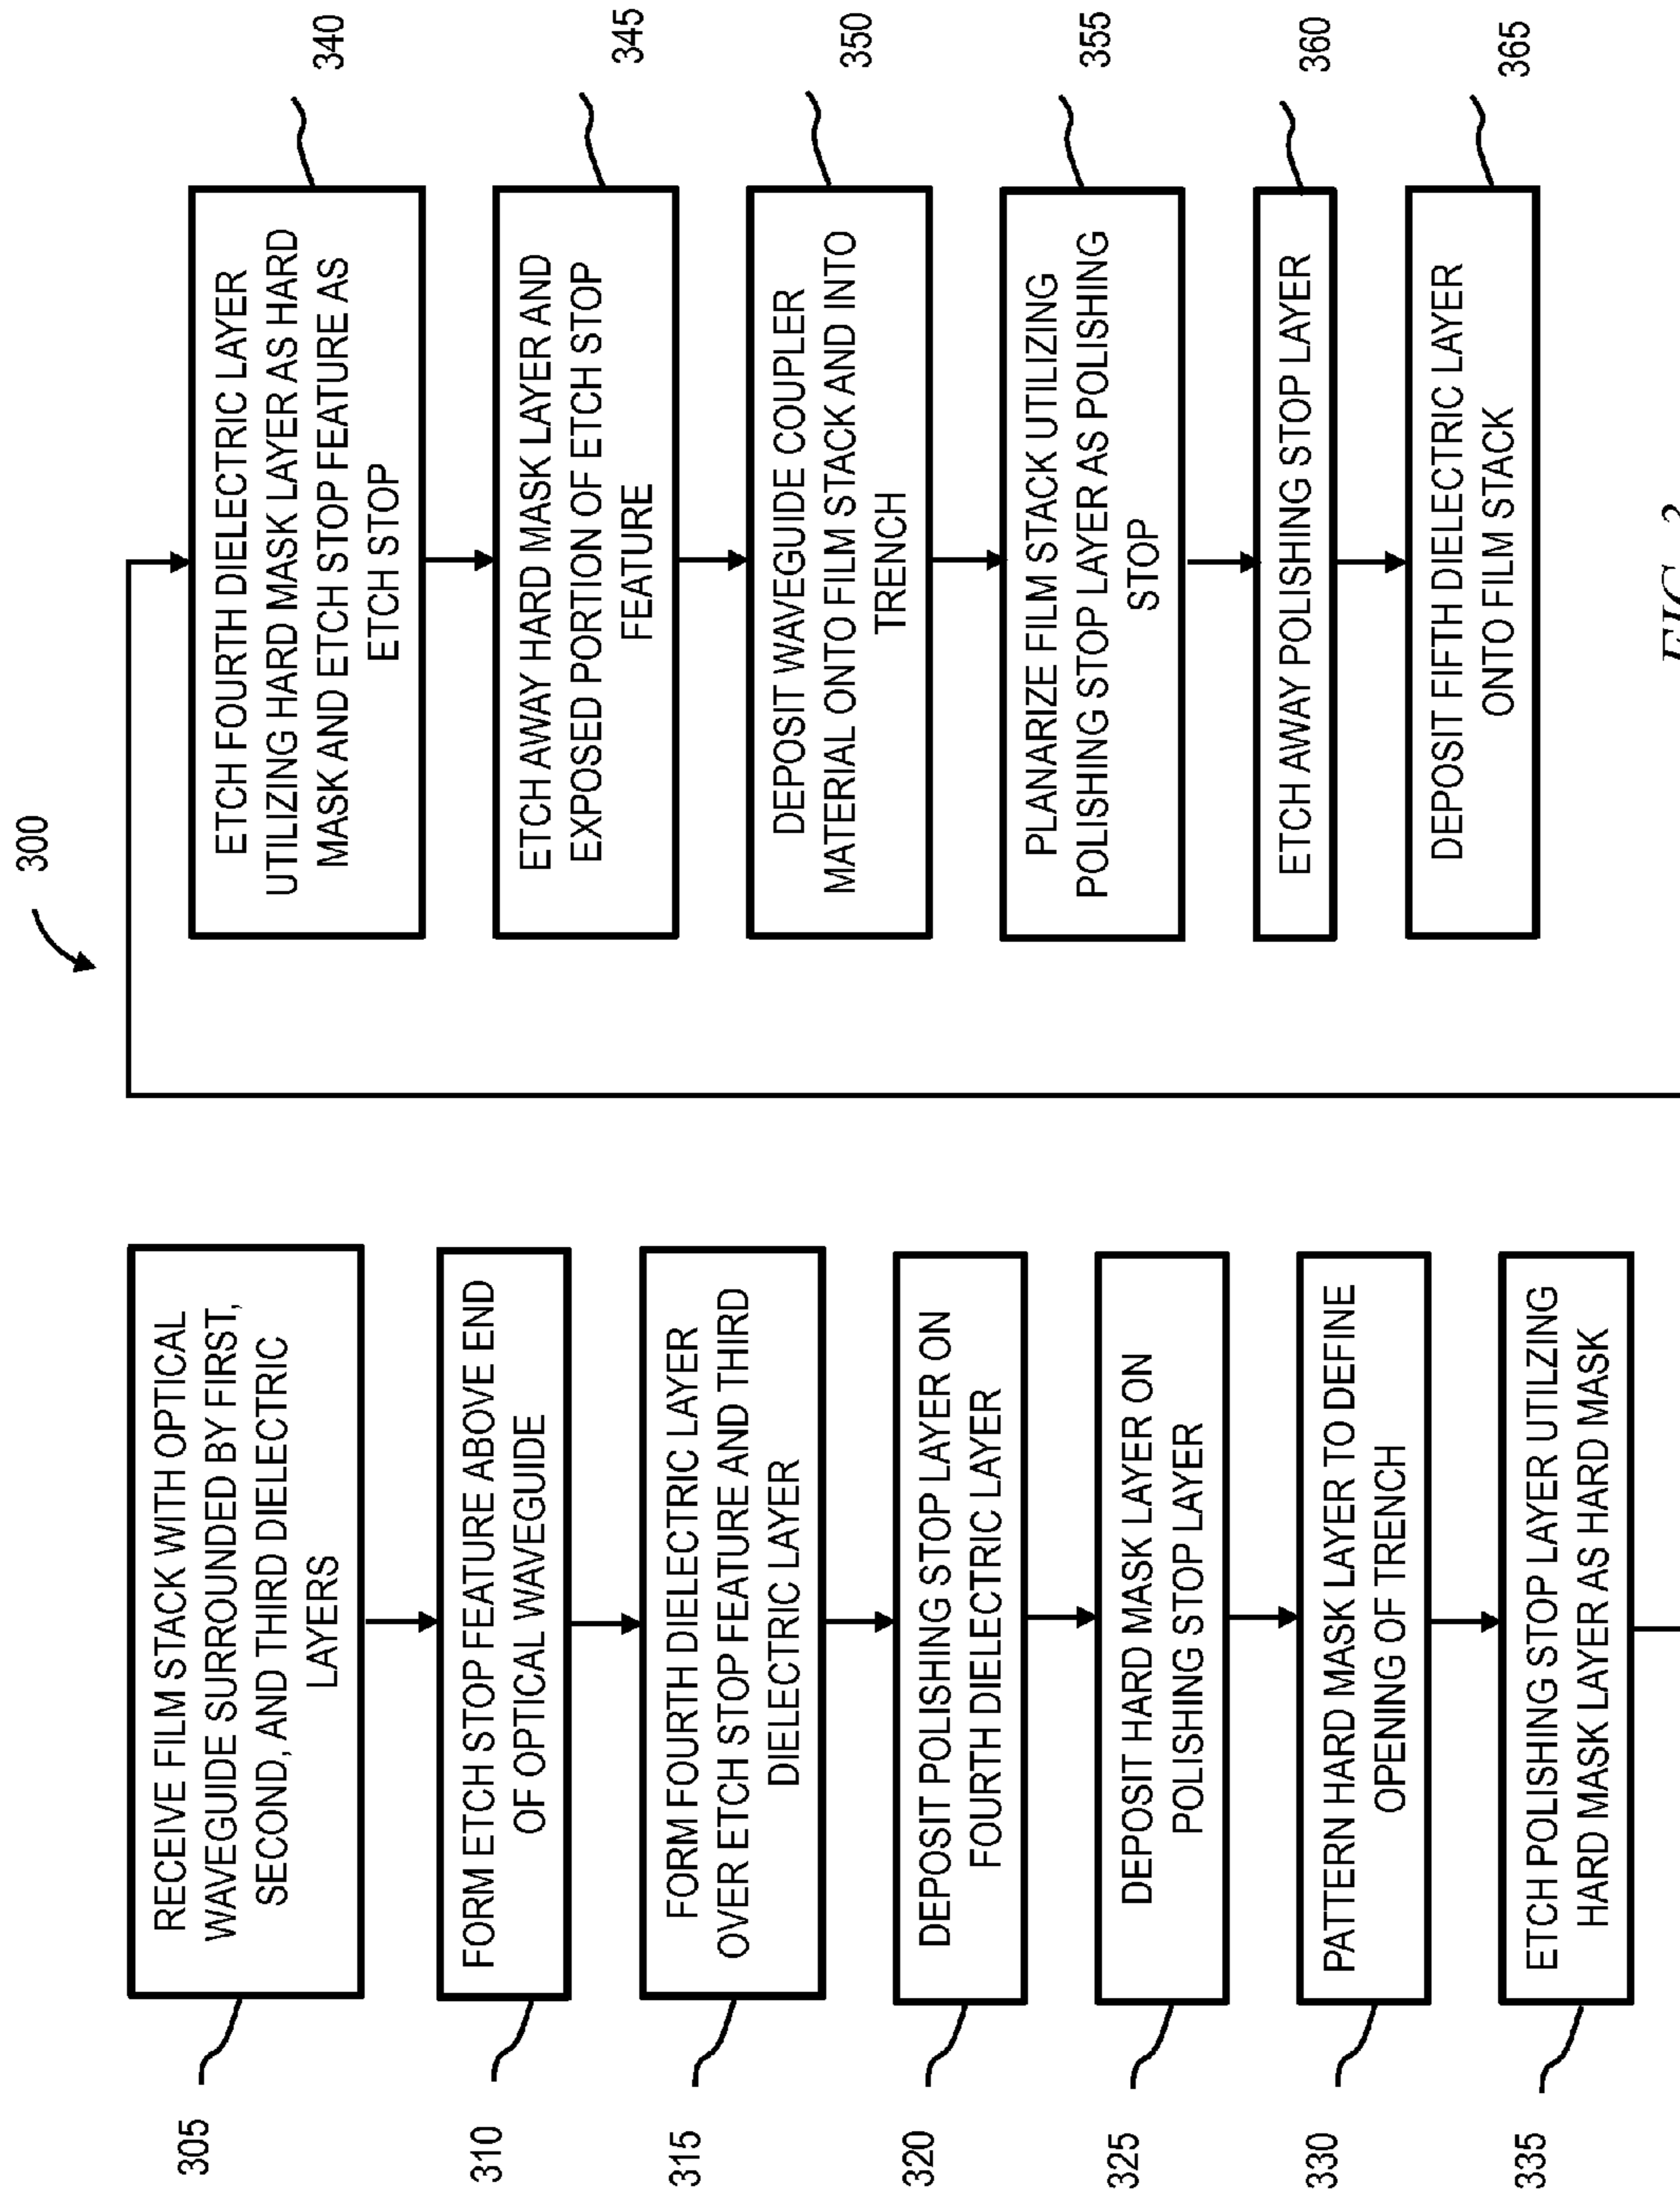 300
305
RECEIVE FILM STACK WITH OPTICAL
WAVEGUIDE SURROUNDED BY FIRST,
SECOND, AND THIRD DIELECTRIC
LAYERS
310
FORM ETCH STOP FEATURE ABOVE END
OF OPTICAL WAVEGUIDE
315
FORM FOURTH DIELECTRIC LAYER
OVER ETCH STOP FEATURE AND THIRD
DIELECTRIC LAYER
320
DEPOSIT POLISHING STOP LAYER ON
FOURTH DIELECTRIC LAYER
325
DEPOSIT HARD MASK LAYER ON
POLISHING STOP LAYER
330
PATTERN HARD MASK LAYER TO DEFINE
OPENING OF TRENCH
335
ETCH POLISHING STOP LAYER UTILIZING
HARD MASK LAYER AS HARD MASK
340
ETCH FOURTH DIELECTRIC LAYER
UTILIZING HARD MASK LAYER AS HARD
MASK AND ETCH STOP FEATURE AS
ETCH STOP
345
ETCH AWAY HARD MASK LAYER AND
EXPOSED PORTION OF ETCH STOP
FEATURE
350
DEPOSIT WAVEGUIDE COUPLER
MATERIAL ONTO FILM STACK AND INTO
TRENCH
355
PLANARIZE FILM STACK UTILIZING
POLISHING STOP LAYER AS POLISHING
STOP
360
ETCH AWAY POLISHING STOP LAYER
365
DEPOSIT FIFTH DIELECTRIC LAYER
ONTO FILM STACK